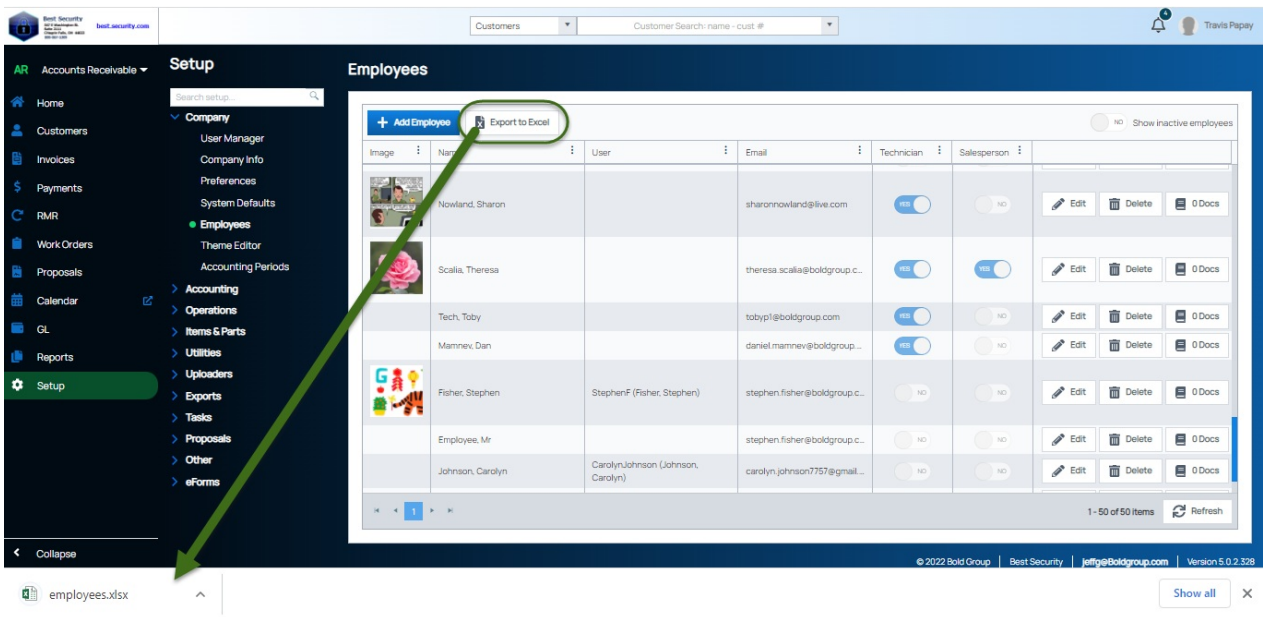 Best Security
best.security.com
Customers
Customer Search: name - cust #
Travis Papay
AR Accounts Receivable
Home
Customers
Invoices
Payments
RMR
Work Orders
Proposals
Calendar
GL
Reports
Setup
Collapse
Setup
Search setup...
Company
User Manager
Company Info
Preferences
System Defaults
Employees
Theme Editor
Accounting Periods
Accounting
Operations
Items & Parts
Utilities
Uploaders
Exports
Tasks
Proposals
Other
eForms
Employees
+ Add Employee Export to Excel NO Show inactive employees
Image User Email Technician Salesperson
Nowland, Sharon sharonnowland@live.com YES NO Edit Delete 0 Docs
Scalia, Theresa theresa.scalia@boldgroup.c... YES YES Edit Delete 0 Docs
Tech, Toby tobyp1@boldgroup.com YES NO Edit Delete 0 Docs
Mamnev, Dan daniel.mamnev@boldgroup.... YES NO Edit Delete 0 Docs
Fisher, Stephen StephenF (Fisher, Stephen) stephen.fisher@boldgroup.c... NO NO Edit Delete 0 Docs
Employee, Mr stephen.fisher@boldgroup.c... NO NO Edit Delete 0 Docs
Johnson, Carolyn CarolynJohnson (Johnson, Carolyn) carolyn.johnson7757@gmail.... NO NO Edit Delete 0 Docs
1 1 - 50 of 50 items Refresh
© 2022 Bold Group | Best Security | jeffg@Boldgroup.com | Version 5.0.2.328
employees.xlsx Show all